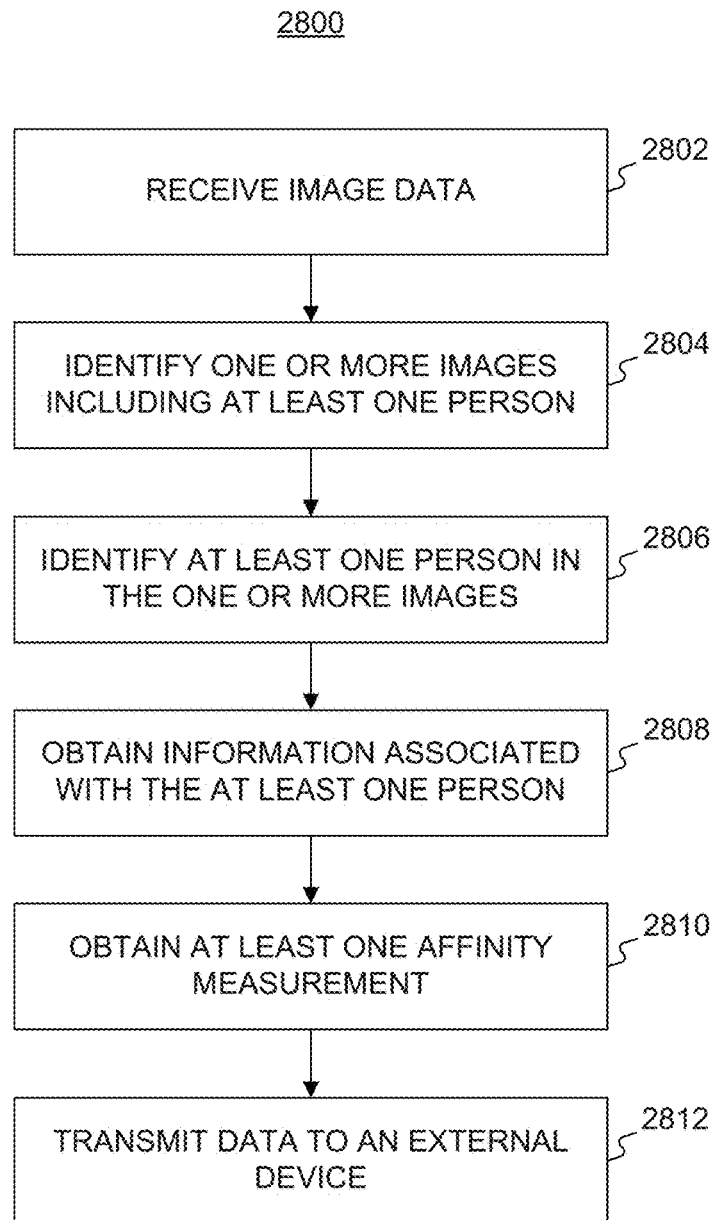 2800
RECEIVE IMAGE DATA
2802
IDENTIFY ONE OR MORE IMAGES
INCLUDING AT LEAST ONE PERSON
2804
IDENTIFY AT LEAST ONE PERSON IN
THE ONE OR MORE IMAGES
2806
OBTAIN INFORMATION ASSOCIATED
WITH THE AT LEAST ONE PERSON
2808
OBTAIN AT LEAST ONE AFFINITY
MEASUREMENT
2810
TRANSMIT DATA TO AN EXTERNAL
DEVICE
2812